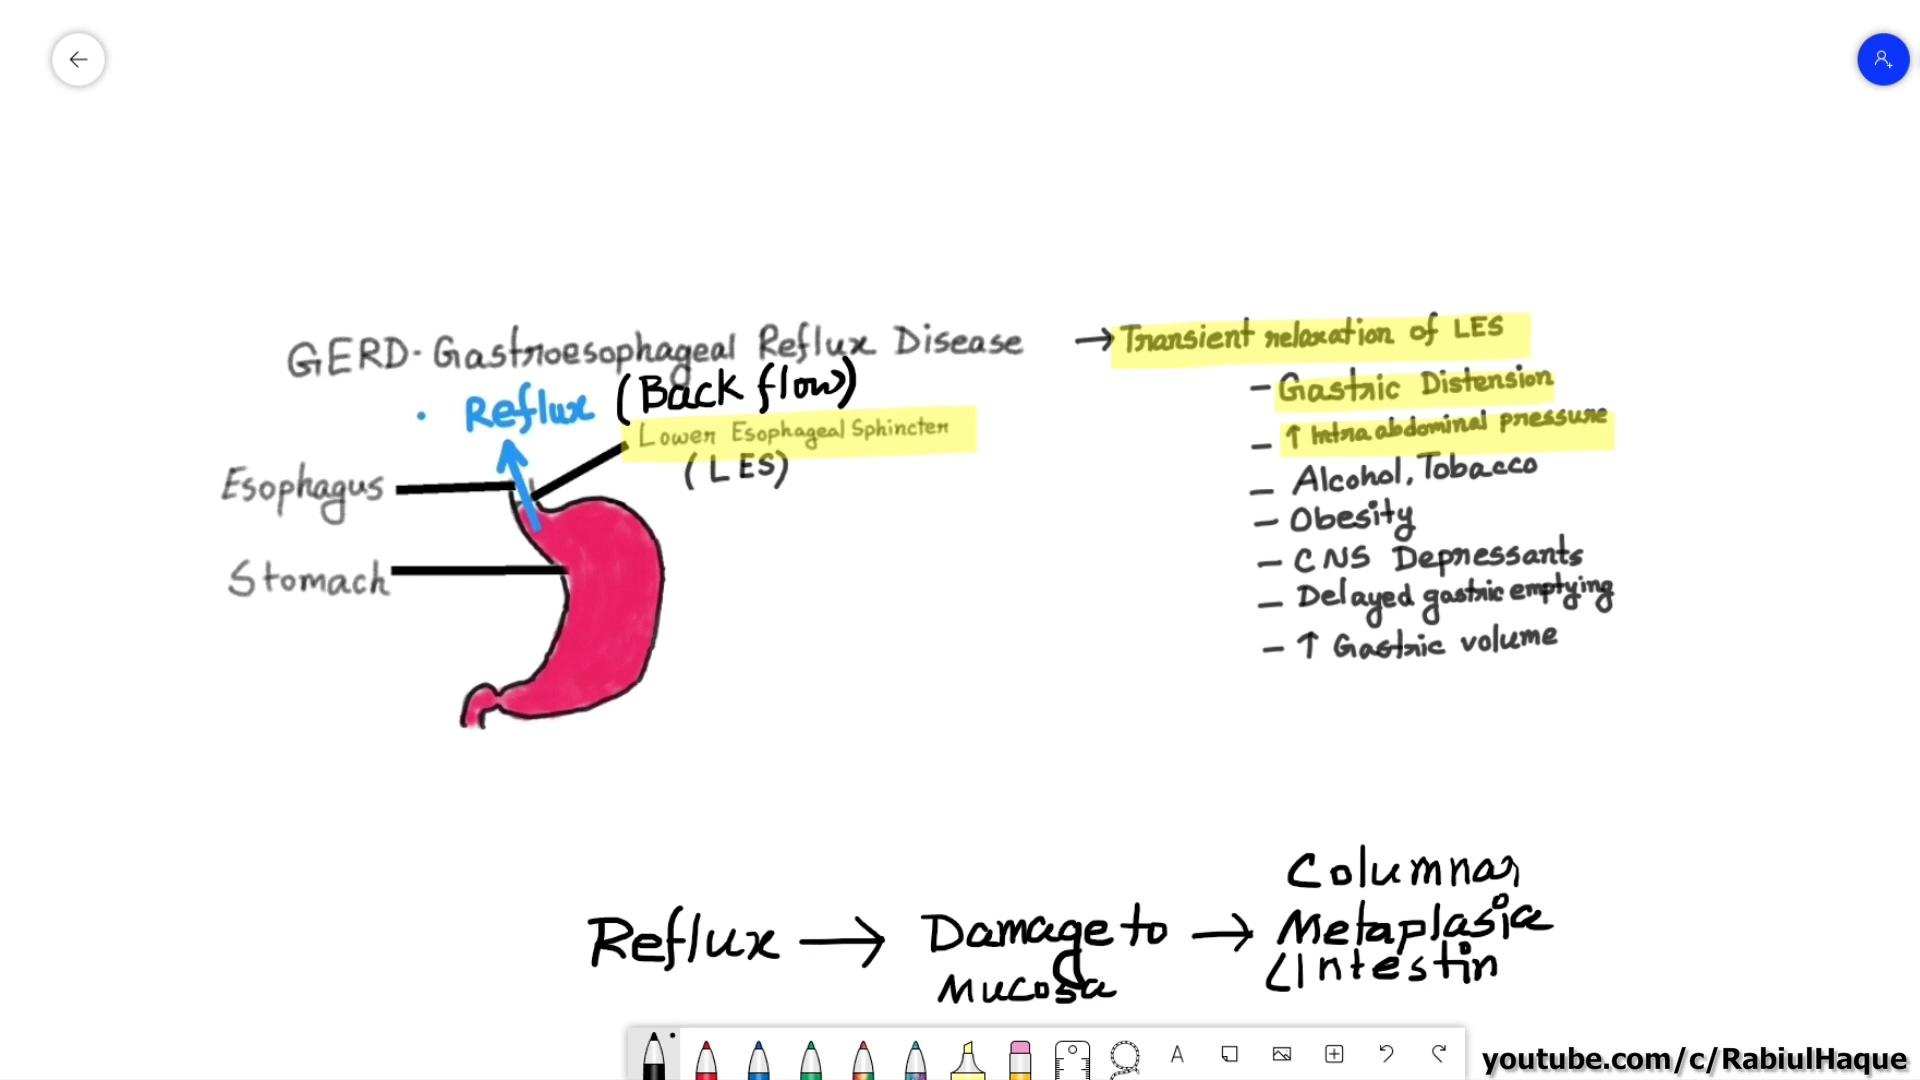 GERD - Gastroesophageal Reflux Disease
Reflux (Back flow)
Lower Esophageal Sphincter
(LES)
Esophagus
Stomach
→ Transient relaxation of LES
- Gastric Distension
- ↑ Intra abdominal pressure
- Alcohol, Tobacco
- Obesity
- CNS Depressants
- Delayed gastric emptying
- ↑ Gastric volume
Reflux → Damage to →
Mucosa
Columnar
Metaplasia
(Intestin
A
youtube.com/c/RabiulHaque